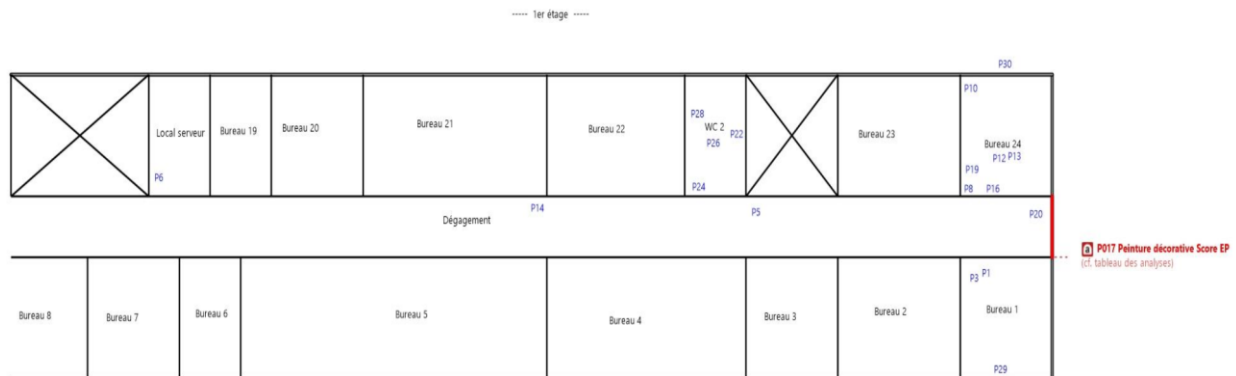 ----- 1er étage -----
P30
P10
Local serveur
Bureau 19
Bureau 20
Bureau 21
Bureau 22
P28
WC 2
P22
P26
Bureau 23
Bureau 24
P12
P13
P6
P24
P19
P8
P16
Dégagement
P14
P5
P20
a P017 Peinture décorative Score EP
(cf. tableau des analyses)
P3
P1
Bureau 8
Bureau 7
Bureau 6
Bureau 5
Bureau 4
Bureau 3
Bureau 2
Bureau 1
P29